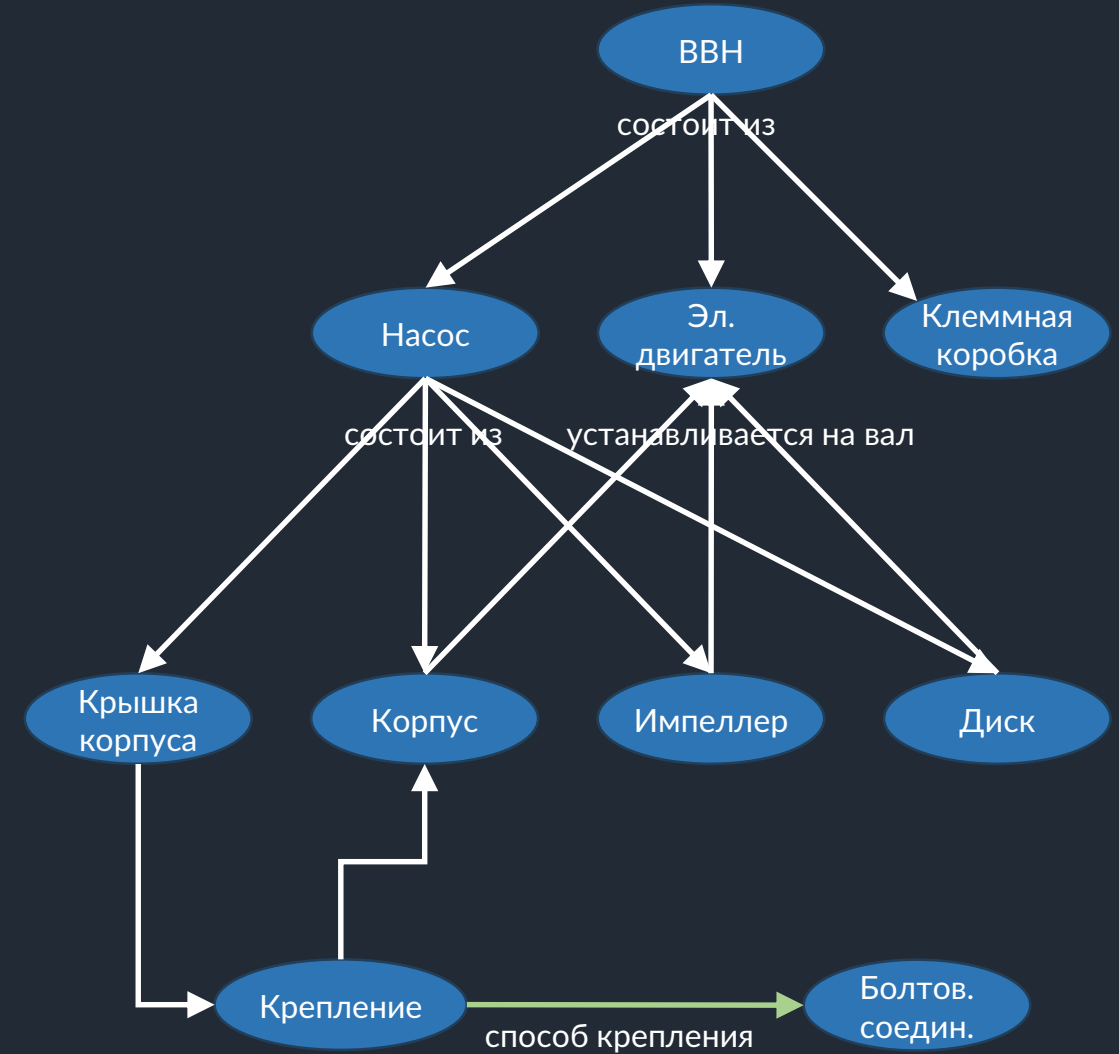 ВВН
состоит из
Насос
Эл.
двигатель
Клеммная
коробка
состоит из
устанавливается на вал
Крышка
корпуса
Корпус
Импеллер
Диск
Крепление
способ крепления
Болтов.
соедин.